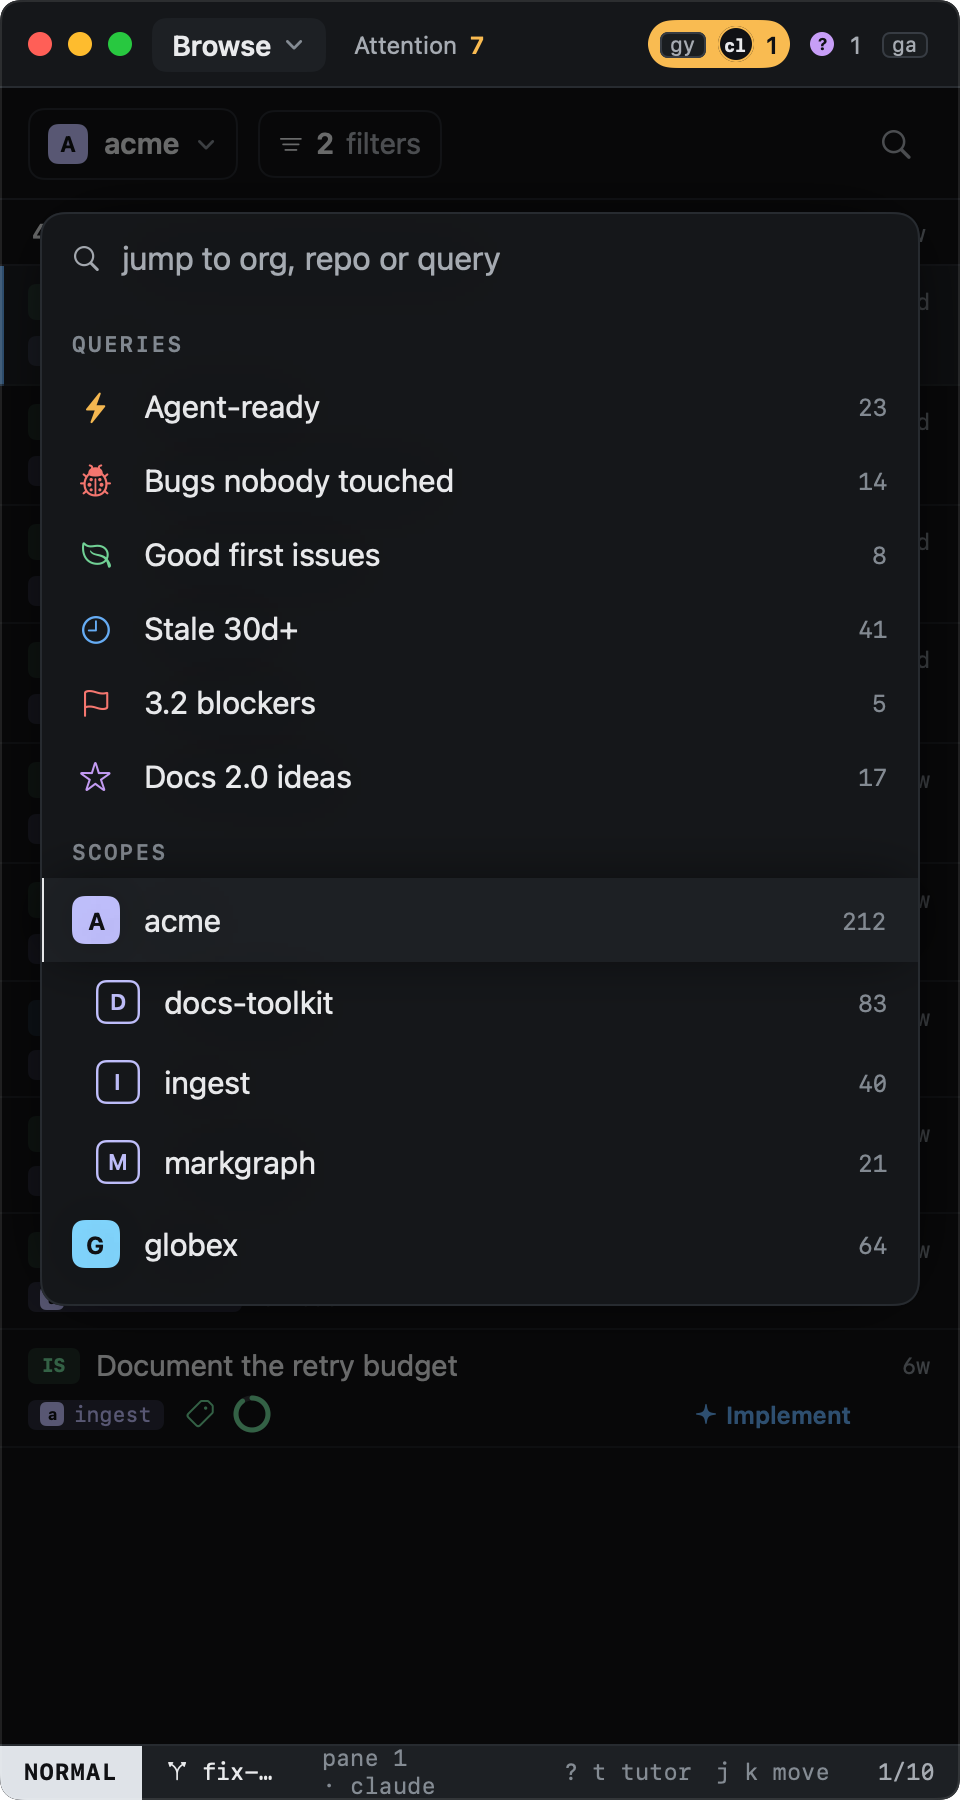 Browse Attention 7 gy cl 1 ? 1 ga
A acme 2 filters
jump to org, repo or query
QUERIES
Agent-ready 23
Bugs nobody touched 14
Good first issues 8
Stale 30d+ 41
3.2 blockers 5
Docs 2.0 ideas 17
SCOPES
A acme 212
D docs-toolkit 83
I ingest 40
M markgraph 21
G globex 64
IS Document the retry budget 6w
a ingest Implement
NORMAL fix-… pane 1 · claude ? t tutor j k move 1/10